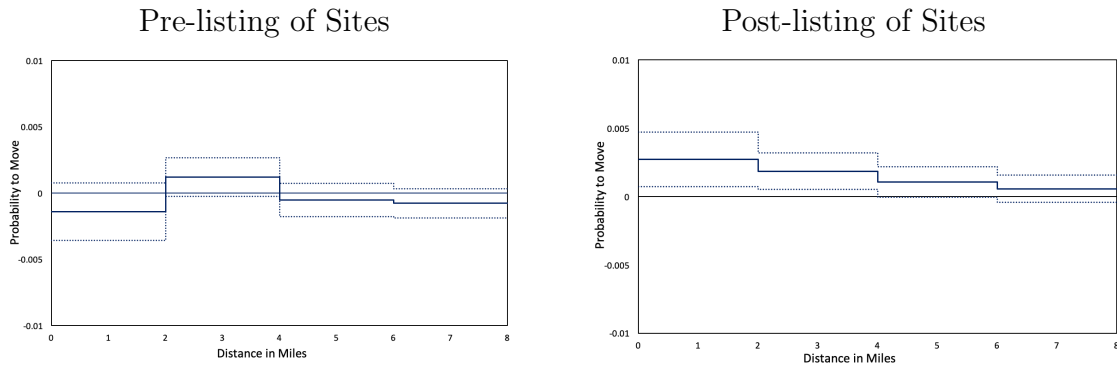 Pre-listing of Sites
0.01
0.005
0
-0.005
-0.01
Probability to Move
0 1 2 3 4 5 6 7 8
Distance in Miles
Post-listing of Sites
0.01
0.005
0
-0.005
-0.01
Probability to Move
0 1 2 3 4 5 6 7 8
Distance in Miles